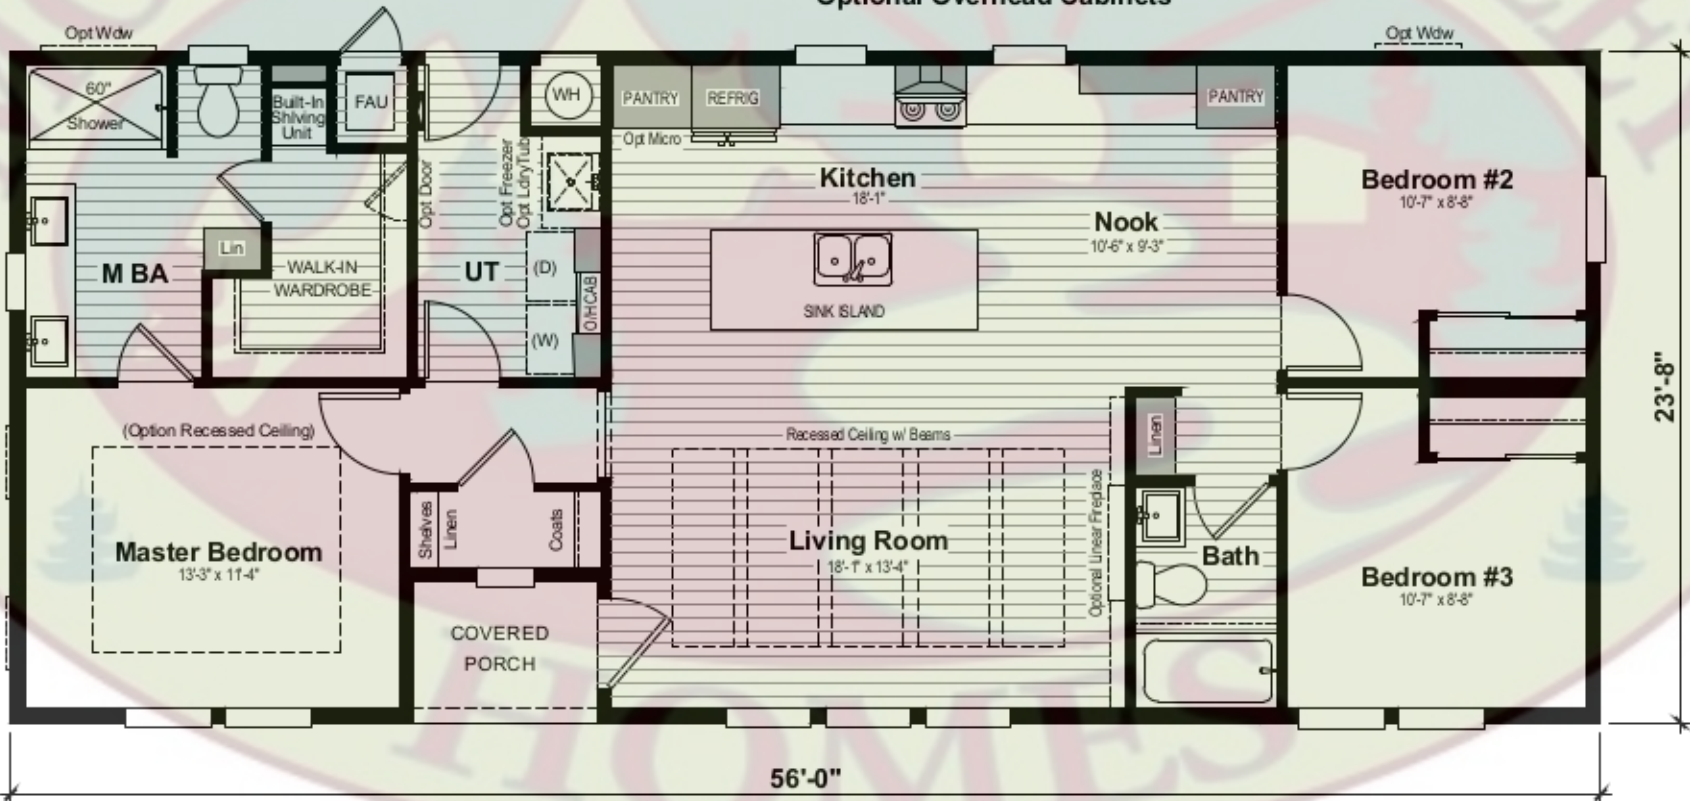 Optional Overhead Cabinets
Opt Wdw
Opt Wdw
60"
Shower
Built-In
Shlving
Unit
FAU
WH
PANTRY
REFRIG
PANTRY
Opt Micro
Opt Door
Opt Freezer
Opt Ldry/Tub
Kitchen
18'-1"
Nook
10'-6" x 9'-3"
Bedroom #2
10'-7" x 8'-8"
Lin
M BA
WALK-IN
WARDROBE
UT
(D)
(W)
O/HCAB
SINK ISLAND
23'-8"
(Option Recessed Ceiling)
Recessed Ceiling w/ Beams
Linen
Shelves
Linen
Coats
Optional Linear Fireplace
Master Bedroom
13'-3" x 11'-4"
Living Room
18'-1" x 13'-4"
Bath
Bedroom #3
10'-7" x 8'-8"
COVERED
PORCH
HOMES
56'-0"